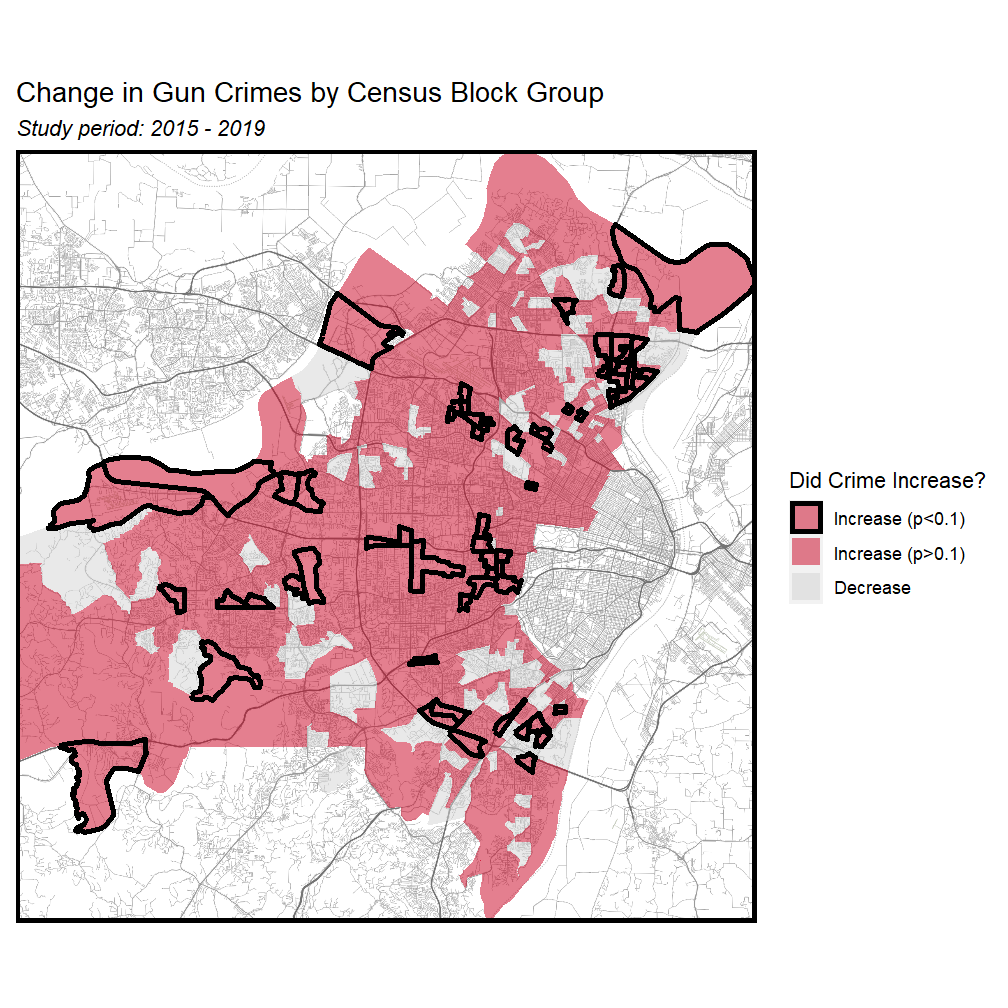 Change in Gun Crimes by Census Block Group
Study period: 2015 - 2019
Did Crime Increase?
Increase (p<0.1)
Increase (p>0.1)
Decrease